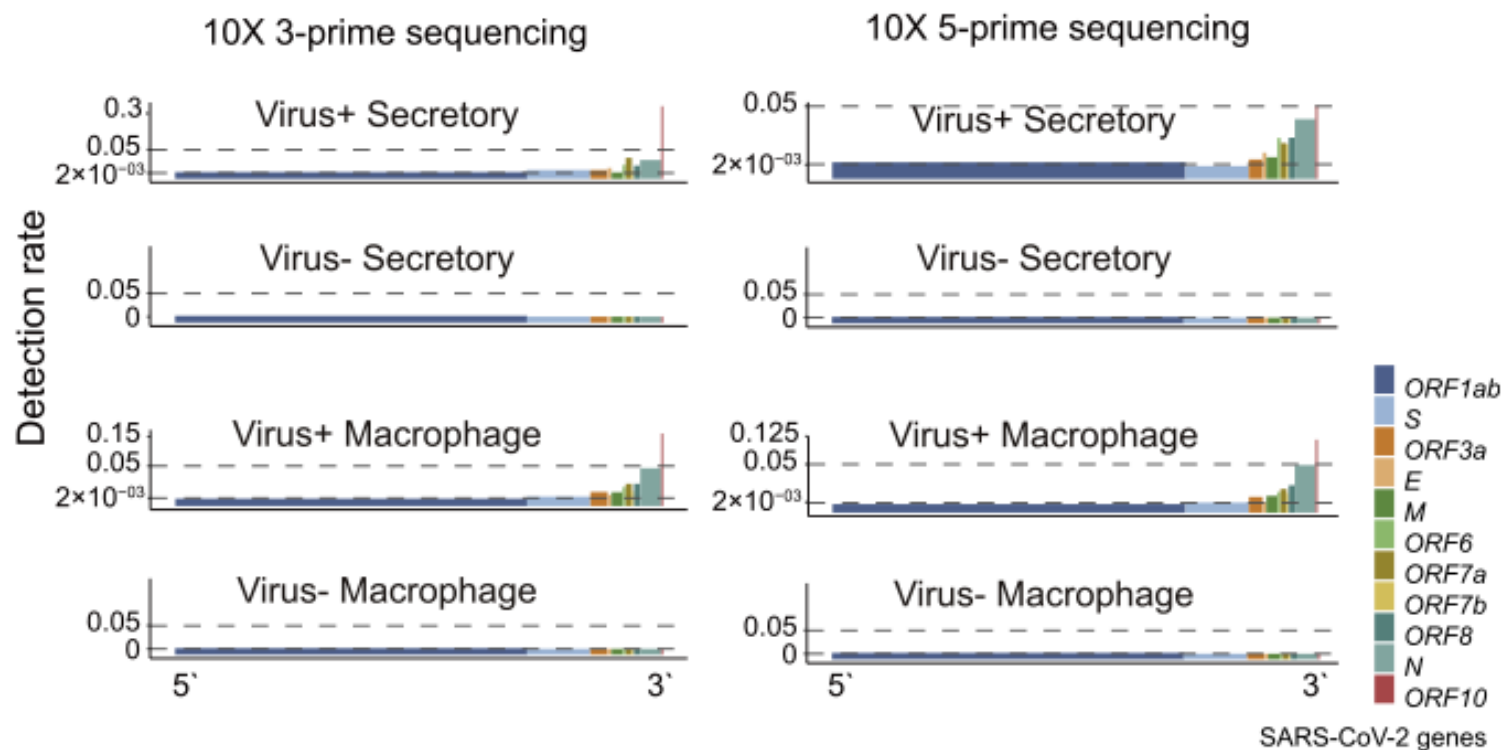 10X 3-prime sequencing
10X 5-prime sequencing
Detection rate
Virus+ Secretory
0.3
0.05
2×10⁻⁰³
Virus+ Secretory
0.05
2×10⁻⁰³
Virus- Secretory
0.05
0
Virus- Secretory
0.05
0
Virus+ Macrophage
0.15
0.05
2×10⁻⁰³
Virus+ Macrophage
0.125
0.05
2×10⁻⁰³
Virus- Macrophage
0.05
0
5`
3`
Virus- Macrophage
0.05
0
5`
3`
ORF1ab
S
ORF3a
E
M
ORF6
ORF7a
ORF7b
ORF8
N
ORF10
SARS-CoV-2 genes